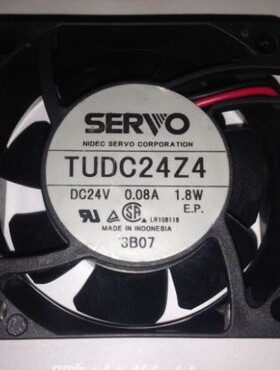 SERVO
NIDEC SERVO CORPORATION
TUDC24Z4
DC24V 0.08A 1.8W
E.P.
LR108118
MADE IN INDONESIA
3B07